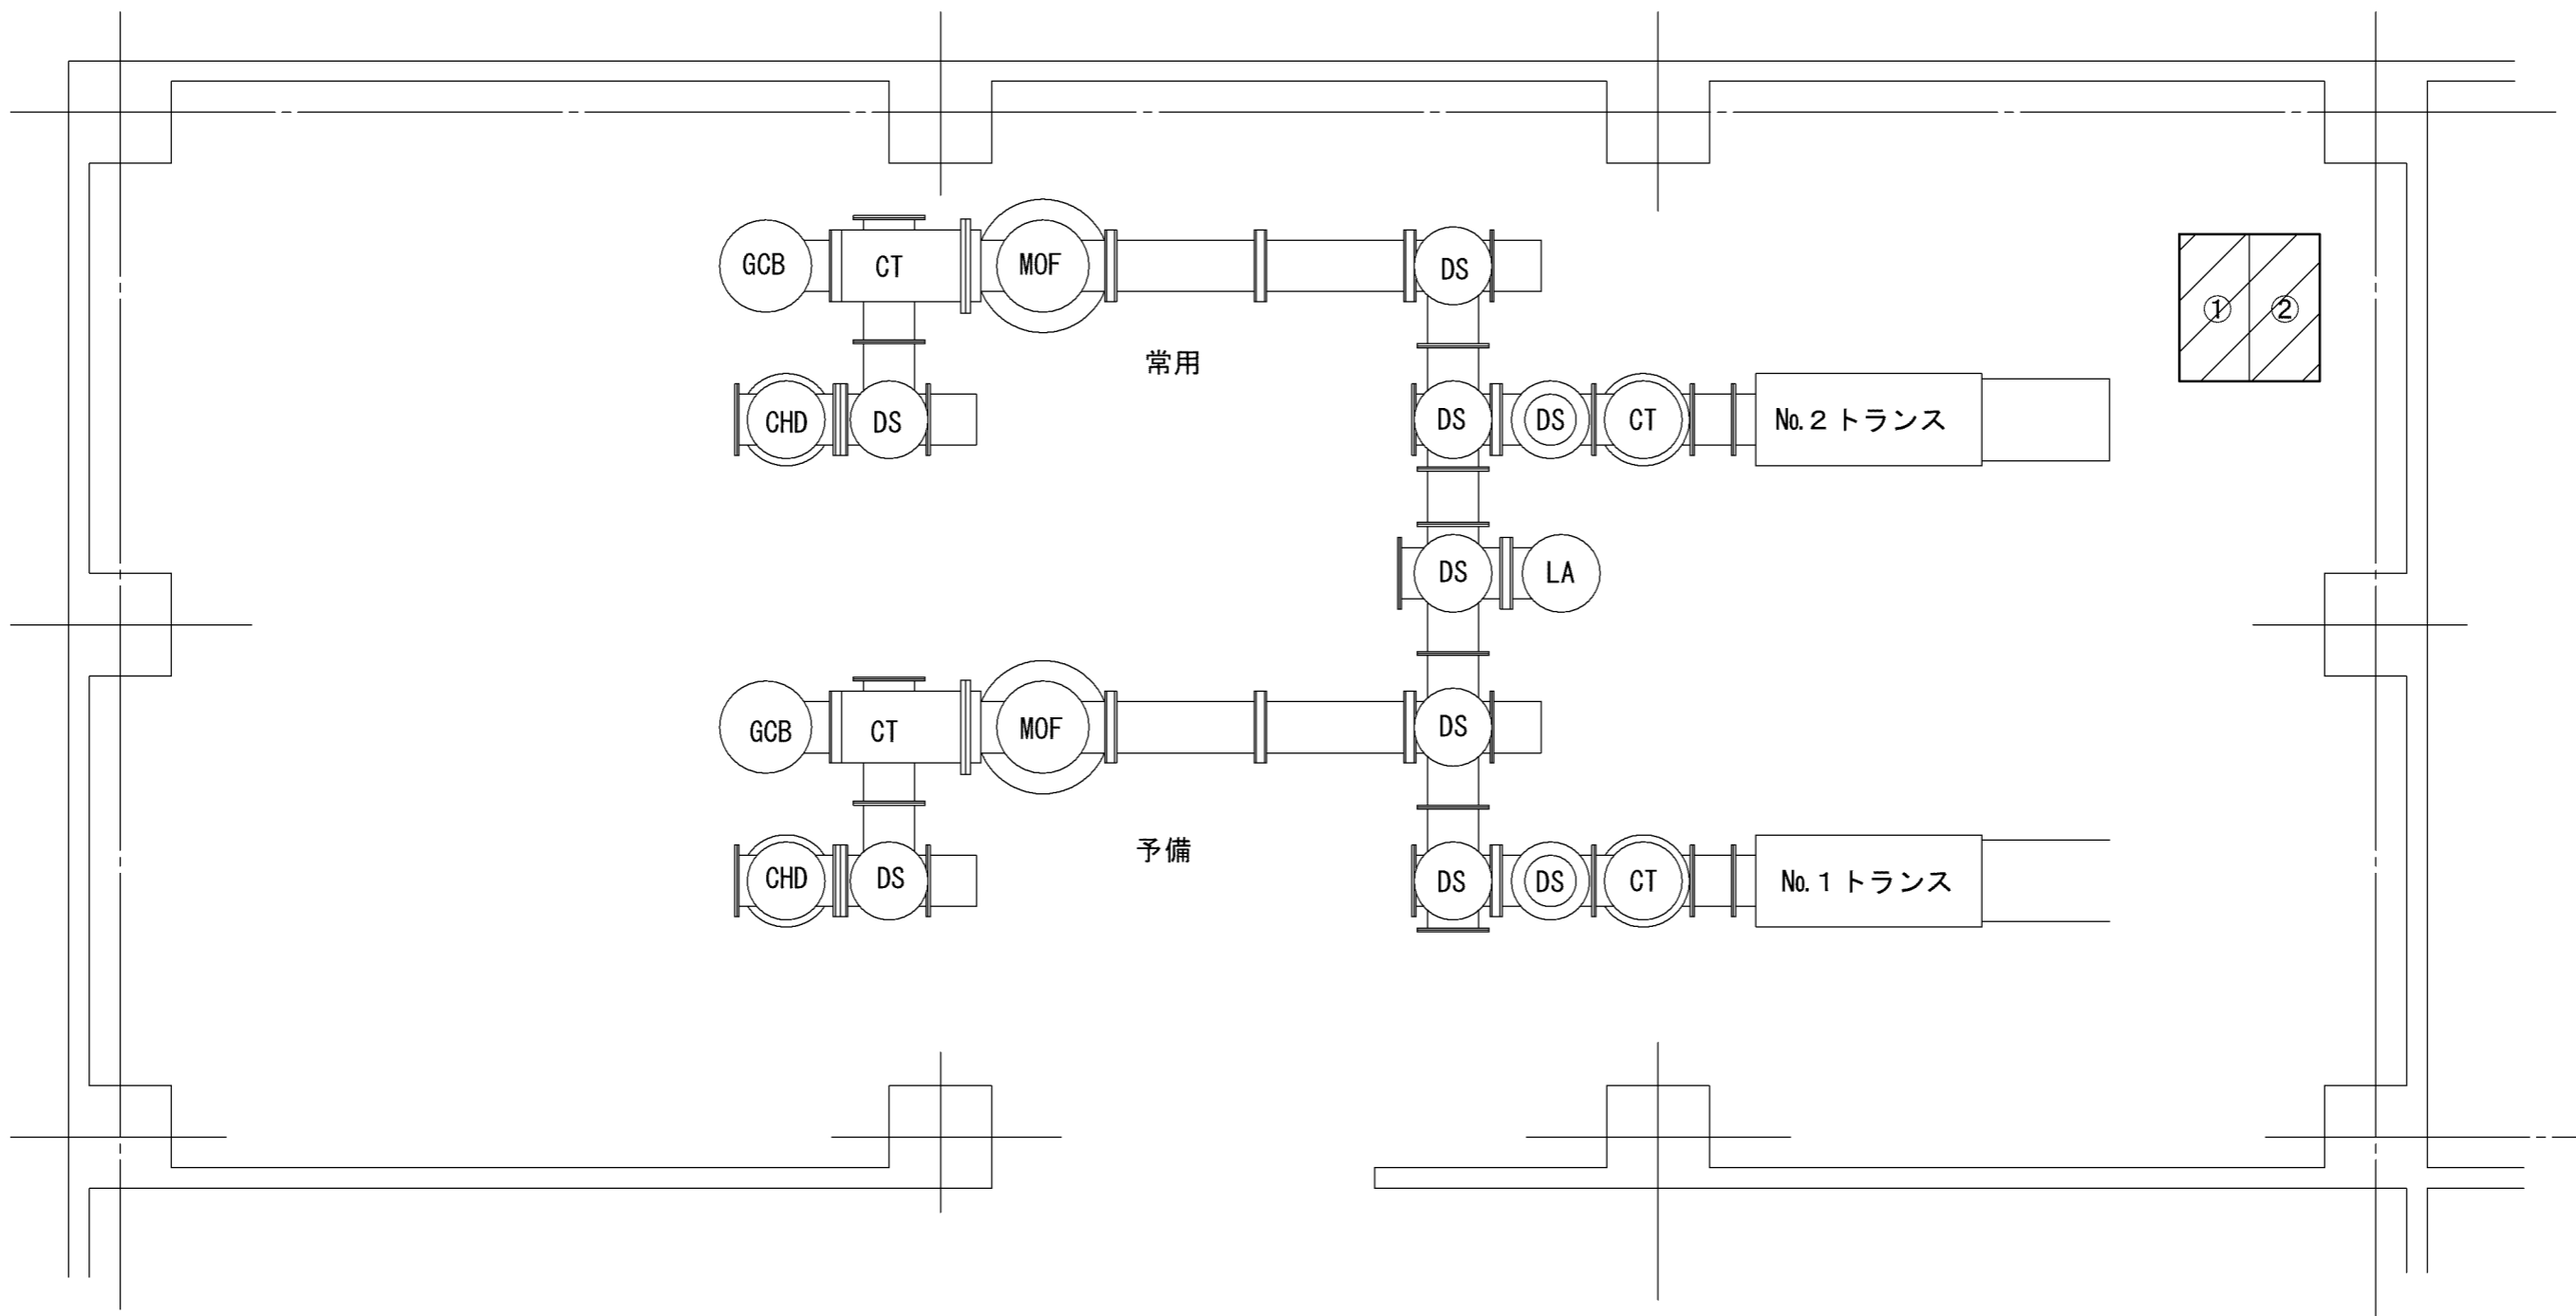 GCB CT MOF DS
① ②
常用
CHD DS DS DS CT №.2 トランス
DS LA
GCB CT MOF DS
予備
CHD DS DS DS CT №.1 トランス